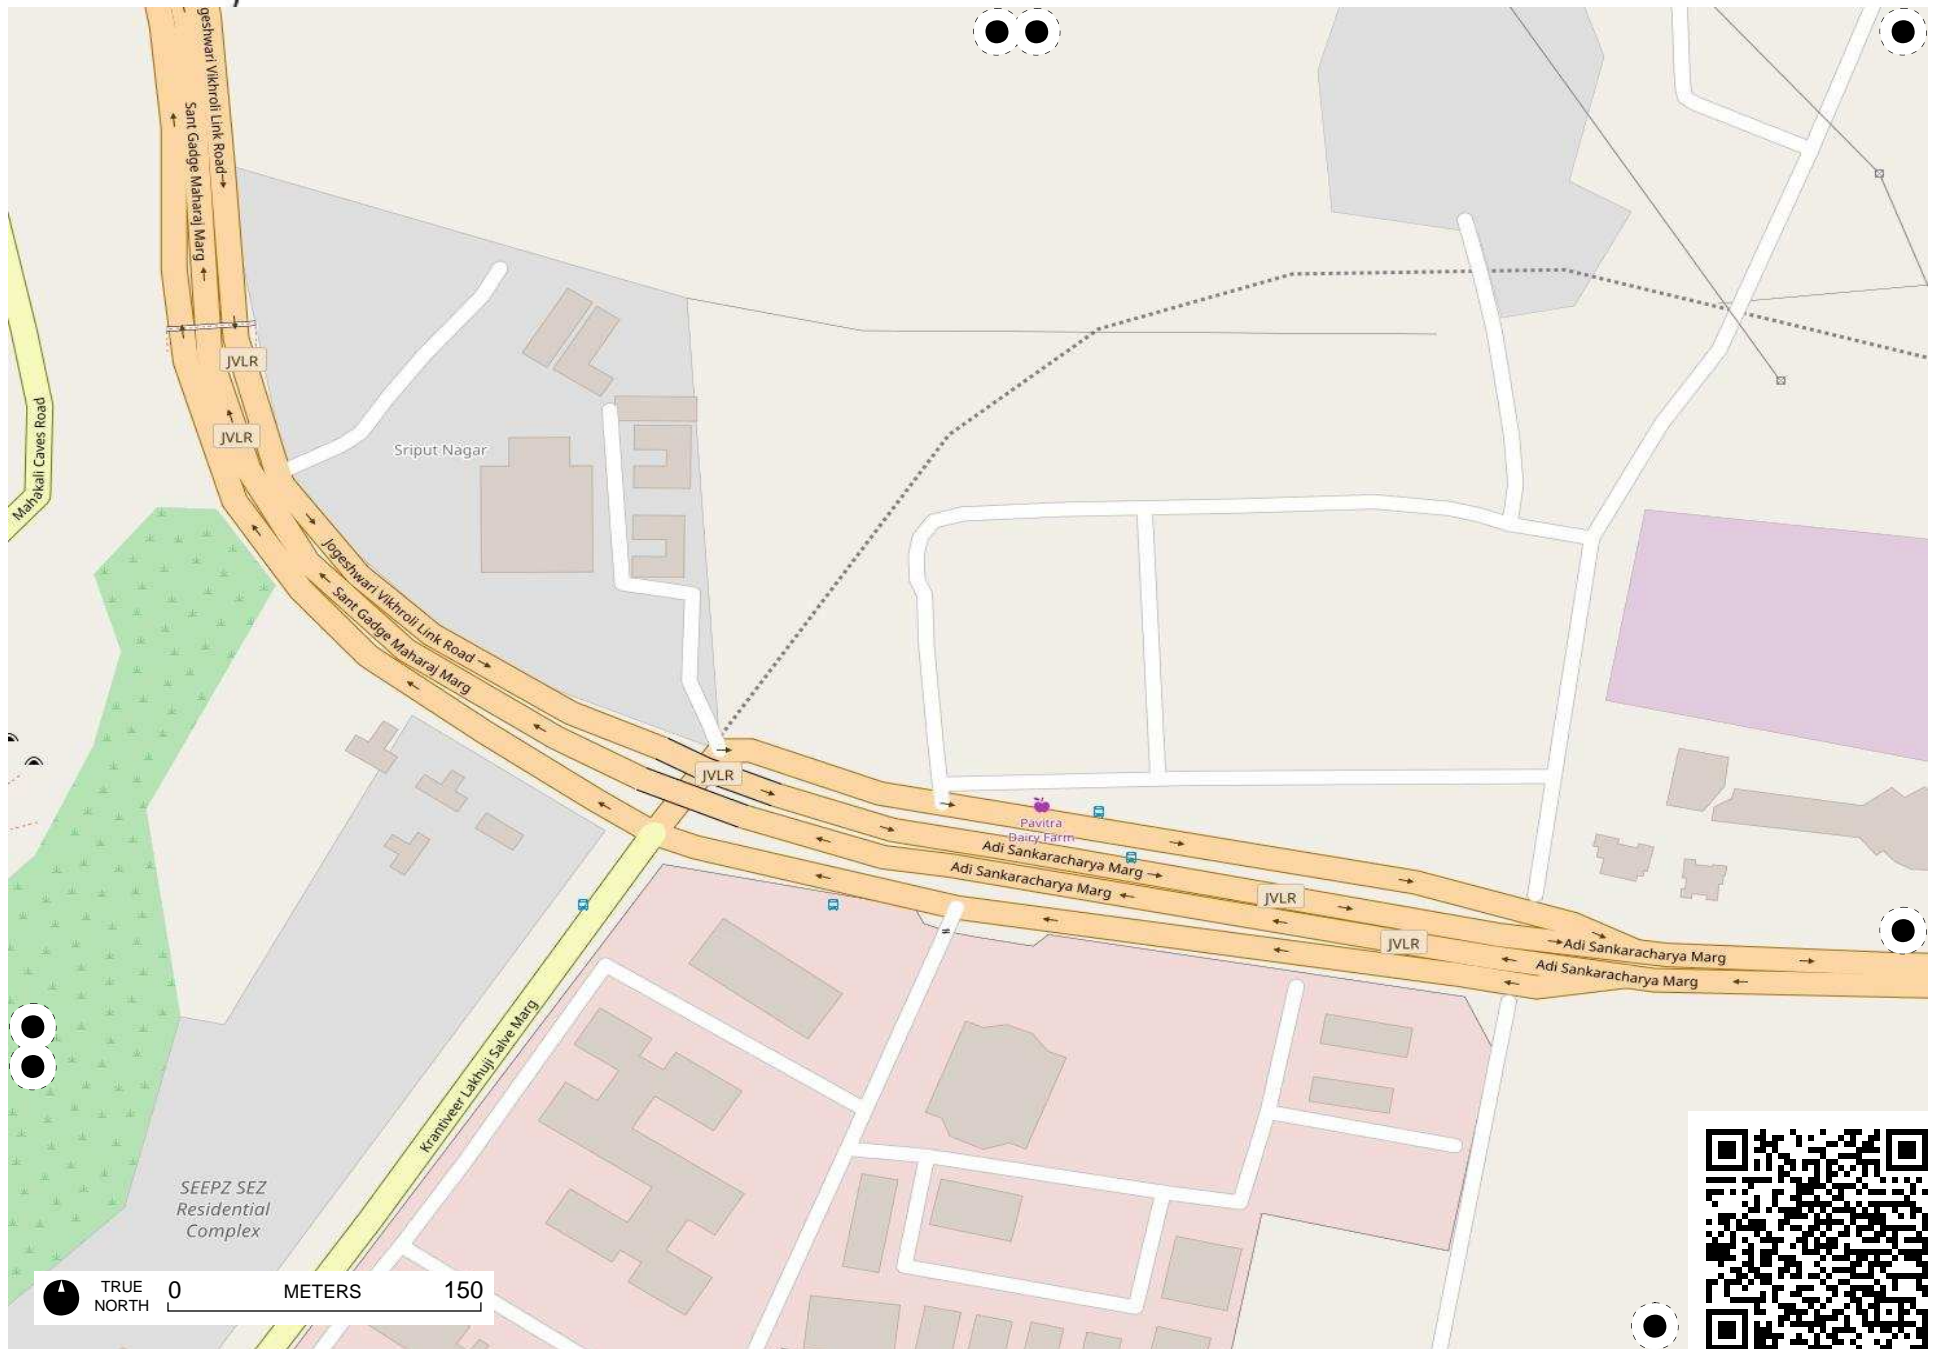 geshwari Vikhroli Link Road
Sant Gadge Maharaj Marg
JVLR
JVLR
Mahakali Caves Road
Sriput Nagar
Jogeshwari Vikhroli Link Road
Sant Gadge Maharaj Marg
JVLR
Pavitra
Dairy Farm
Adi Sankaracharya Marg
Adi Sankaracharya Marg
JVLR
JVLR
Adi Sankaracharya Marg
Adi Sankaracharya Marg
Krantiveer Lakhuji Salve Marg
SEEPZ SEZ
Residential
Complex
TRUE
NORTH
0 METERS 150